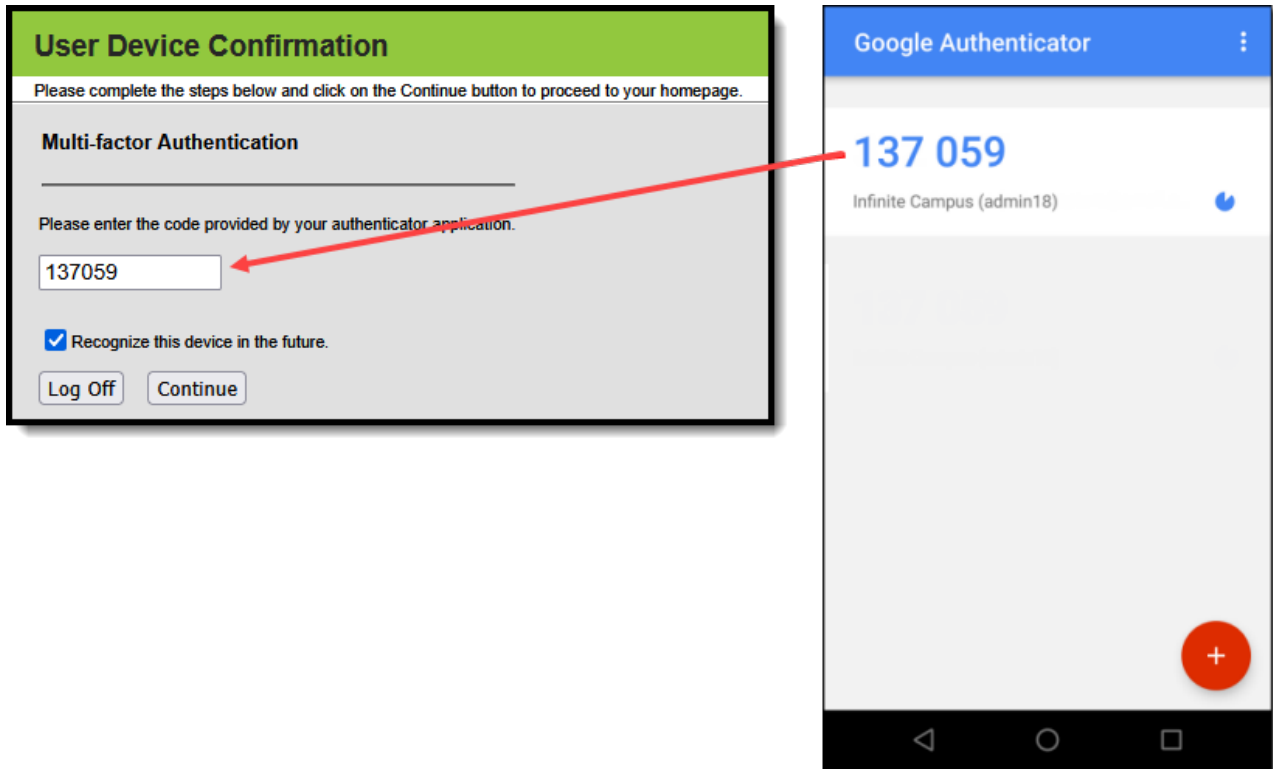 User Device Confirmation
Please complete the steps below and click on the Continue button to proceed to your homepage.
Multi-factor Authentication
Please enter the code provided by your authenticator application.
137059
Recognize this device in the future.
Log Off
Continue
Google Authenticator
137 059
Infinite Campus (admin18)